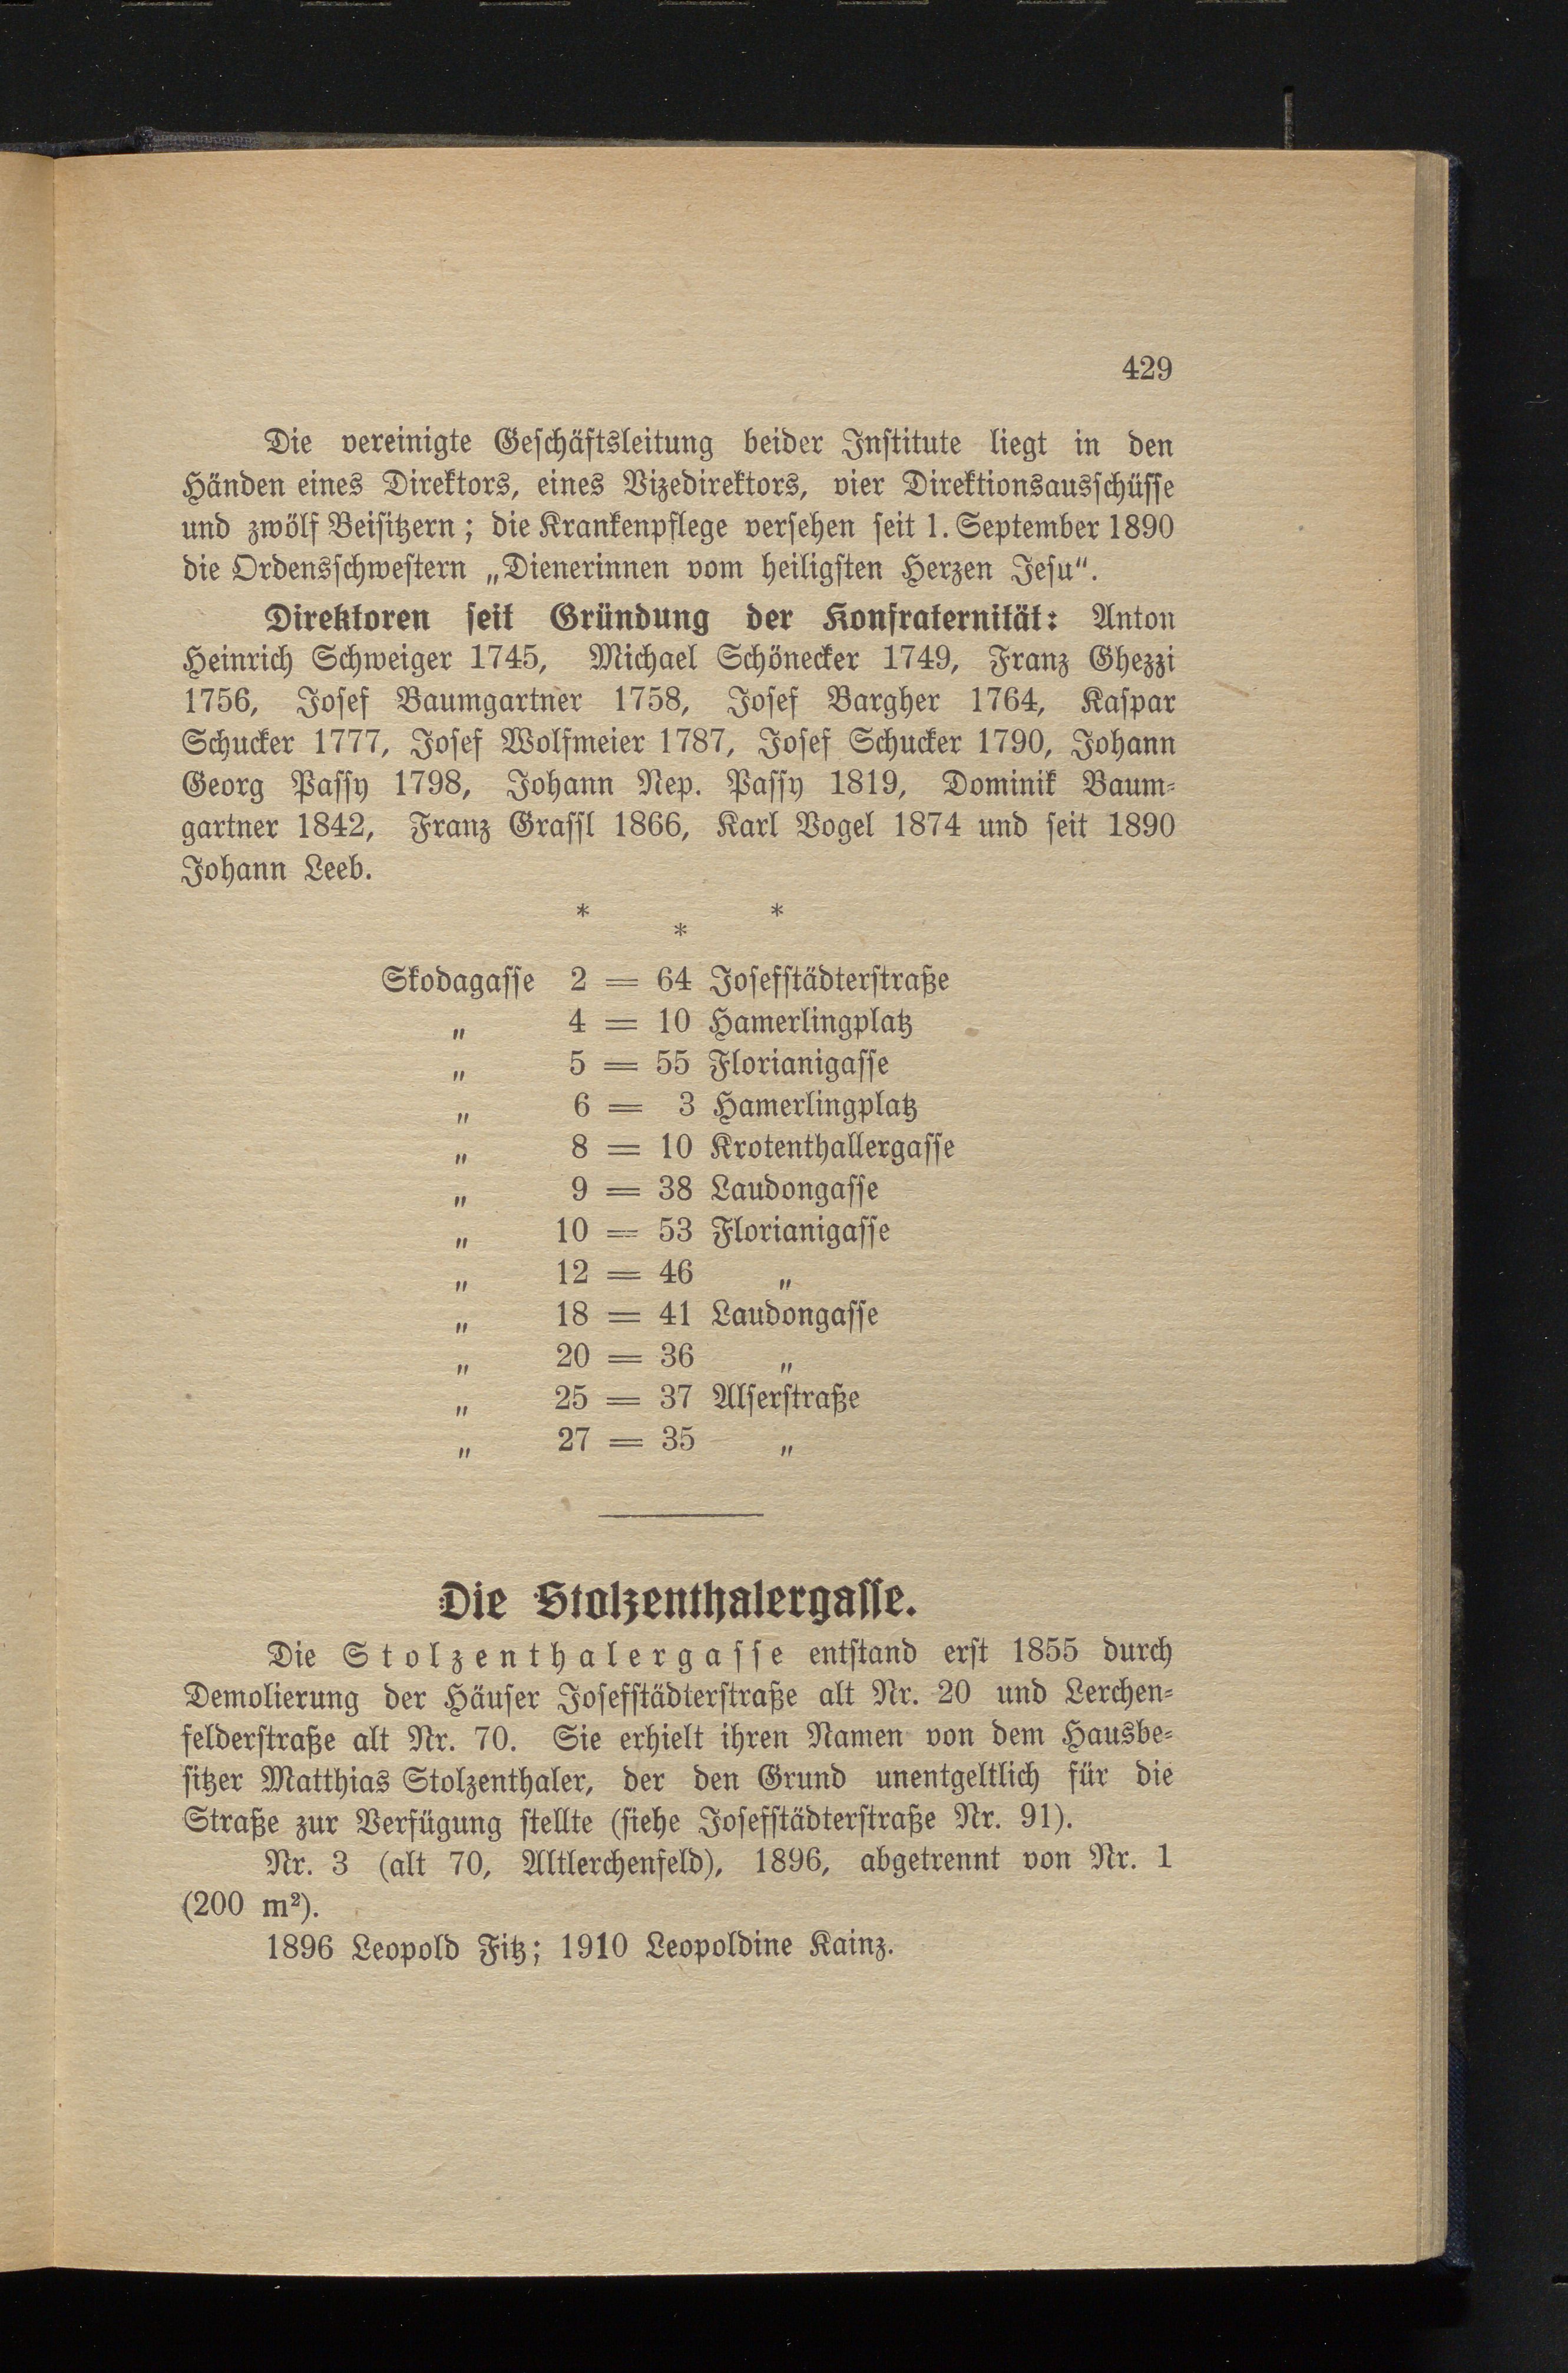 429
Die vereinigte Geschäftsleitung beider Institute liegt in den
Händen eines Direktors, eines Vizedirektors, vier Direktionsausschüsse
und zwölf Beisitzern; die Krankenpflege versehen seit 1. September 1890
die Ordensschwestern „Dienerinnen vom heiligsten Herzen Jesu“.
Direktoren seit Gründung der Konfraternität: Anton
Heinrich Schweiger 1745, Michael Schönecker 1749, Franz Ghezzi
1756, Josef Baumgartner 1758, Josef Bargher 1764, Kaspar
Schucker 1777, Josef Wolfmeier 1787, Josef Schucker 1790, Johann
Georg Passy 1798, Johann Nep. Passy 1819, Dominik Baum-
gartner 1842, Franz Grassl 1866, Karl Vogel 1874 und seit 1890
Johann Leeb.
* * *
Skodagasse 2 = 64 Josefstädterstraße
„ 4 = 10 Hamerlingplatz
„ 5 = 55 Florianigasse
„ 6 = 3 Hamerlingplatz
„ 8 = 10 Krotenthallergasse
„ 9 = 38 Laudongasse
„ 10 = 53 Florianigasse
„ 12 = 46 „
„ 18 = 41 Laudongasse
„ 20 = 36 „
„ 25 = 37 Alserstraße
„ 27 = 35 „
Die Stolzenthalergasse.
Die Stolzenthalergasse entstand erst 1855 durch
Demolierung der Häuser Josefstädterstraße alt Nr. 20 und Lerchen-
felderstraße alt Nr. 70. Sie erhielt ihren Namen von dem Hausbe-
sitzer Matthias Stolzenthaler, der den Grund unentgeltlich für die
Straße zur Verfügung stellte (siehe Josefstädterstraße Nr. 91).
Nr. 3 (alt 70, Altlerchenfeld), 1896, abgetrennt von Nr. 1
(200 m²).
1896 Leopold Fitz; 1910 Leopoldine Kainz.